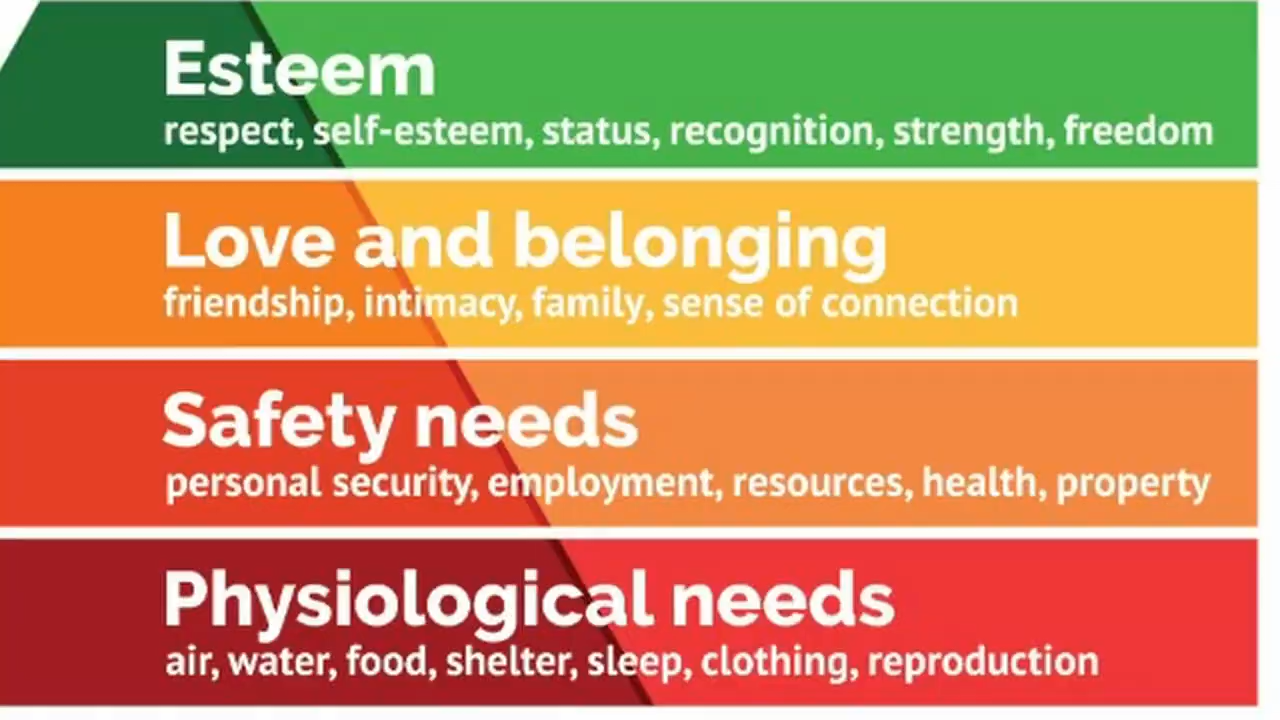 Esteem
respect, self-esteem, status, recognition, strength, freedom
Love and belonging
friendship, intimacy, family, sense of connection
Safety needs
personal security, employment, resources, health, property
Physiological needs
air, water, food, shelter, sleep, clothing, reproduction